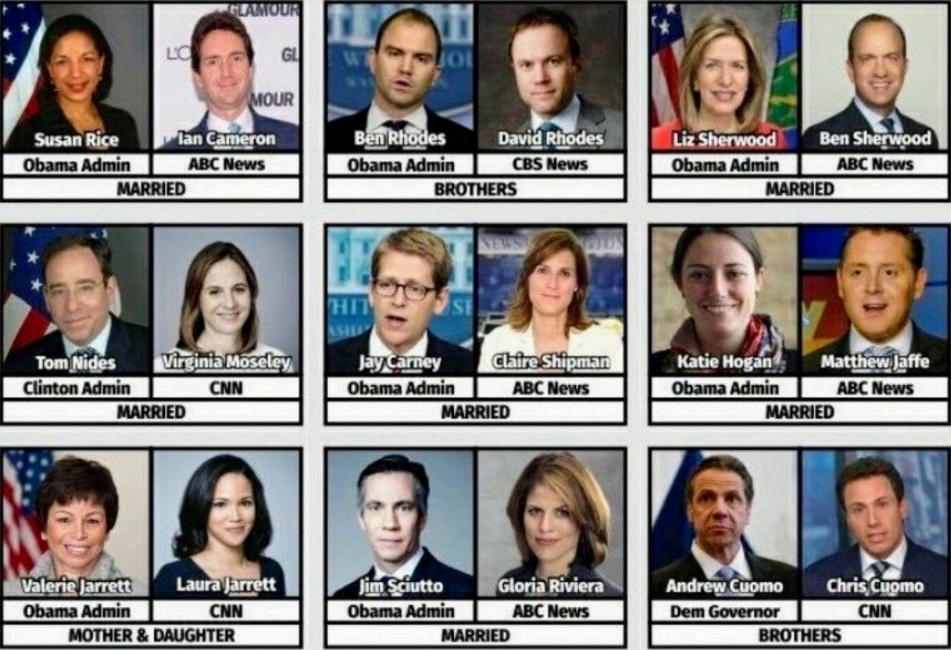 GLAMOUR
L'O
GL
MOUR
Susan Rice
Ian Cameron
Obama Admin
ABC News
MARRIED
Ben Rhodes
David Rhodes
Obama Admin
CBS News
BROTHERS
Liz Sherwood
Ben Sherwood
Obama Admin
ABC News
MARRIED
Tom Nides
Virginia Moseley
Clinton Admin
CNN
MARRIED
Jay Carney
Claire Shipman
Obama Admin
ABC News
MARRIED
Katie Hogan
Matthew Jaffe
Obama Admin
ABC News
MARRIED
Valerie Jarrett
Laura Jarrett
Obama Admin
CNN
MOTHER & DAUGHTER
Jim Sciutto
Gloria Riviera
Obama Admin
ABC News
MARRIED
Andrew Cuomo
Chris Cuomo
Dem Governor
CNN
BROTHERS